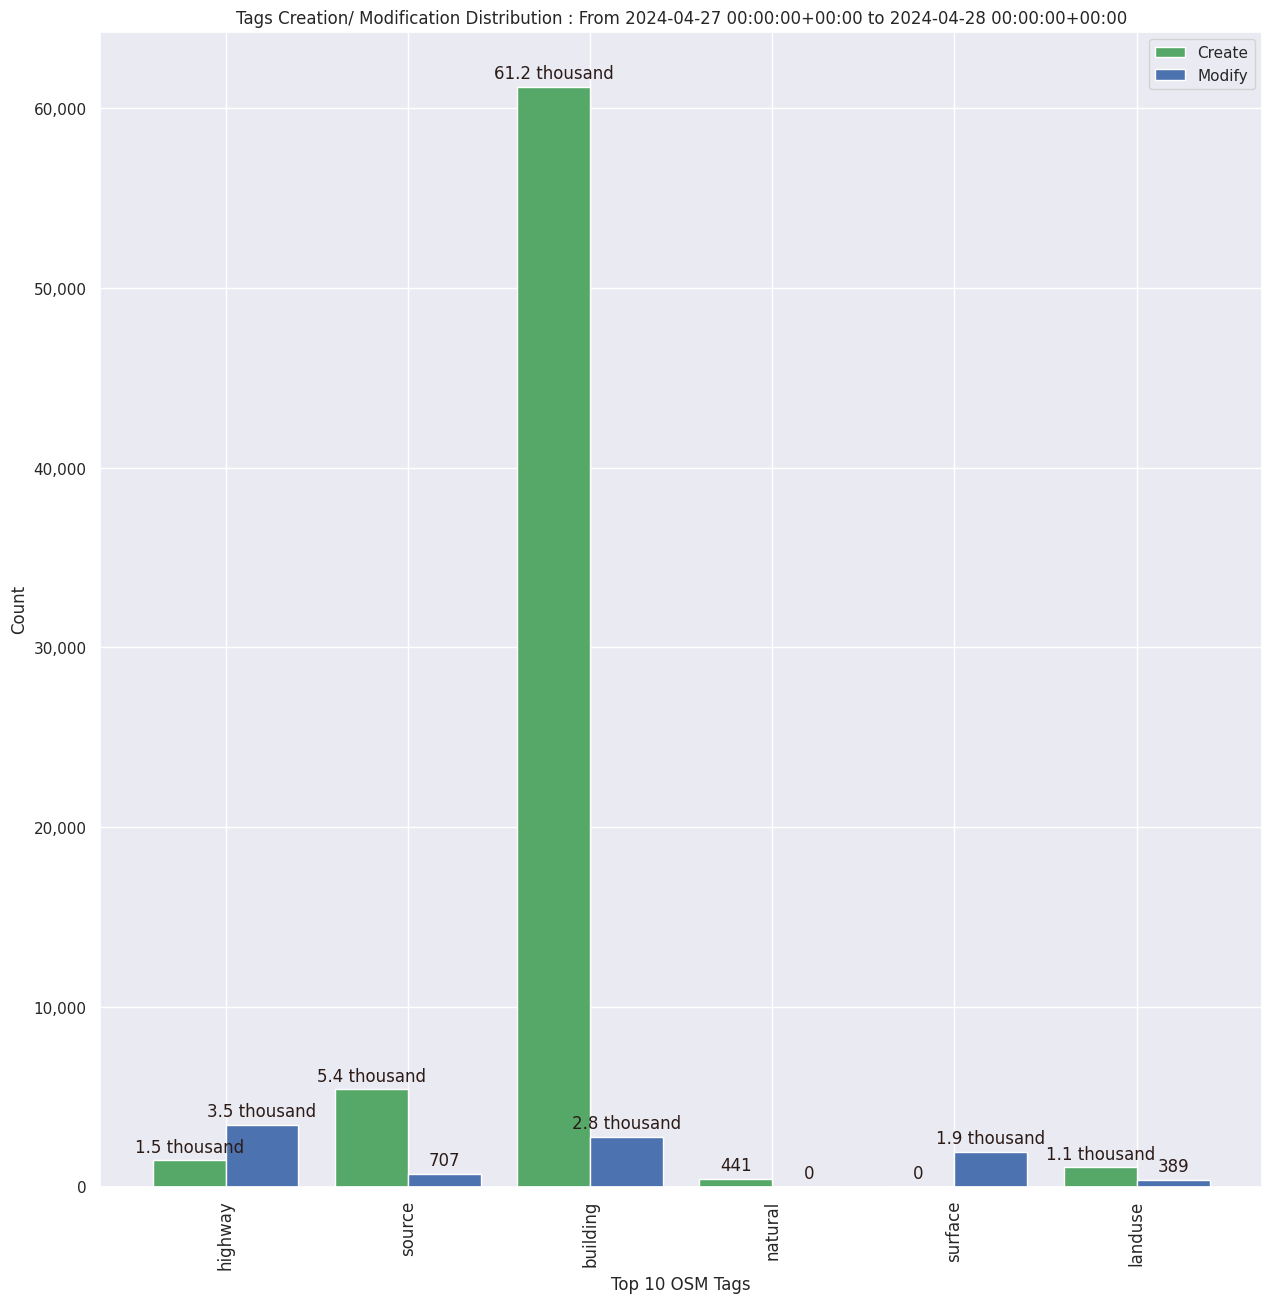 Tags Creation/ Modification Distribution : From 2024-04-27 00:00:00+00:00 to 2024-04-28 00:00:00+00:00
Create
Modify
61.2 thousand
60,000
50,000
40,000
30,000
20,000
10,000
0
Count
1.5 thousand
3.5 thousand
5.4 thousand
707
2.8 thousand
441
0
0
1.9 thousand
1.1 thousand
389
highway
source
building
natural
surface
landuse
Top 10 OSM Tags